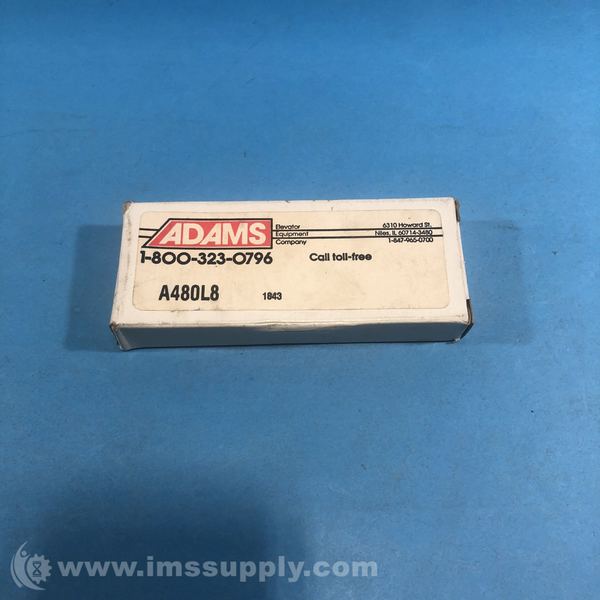 ADAMS
Elevator
Equipment
Company
6310 Howard St.
Niles, IL 60714-3480
1-847-965-0700
1-800-323-0796
Call toll-free
A480L8
1843
www.imssupply.com